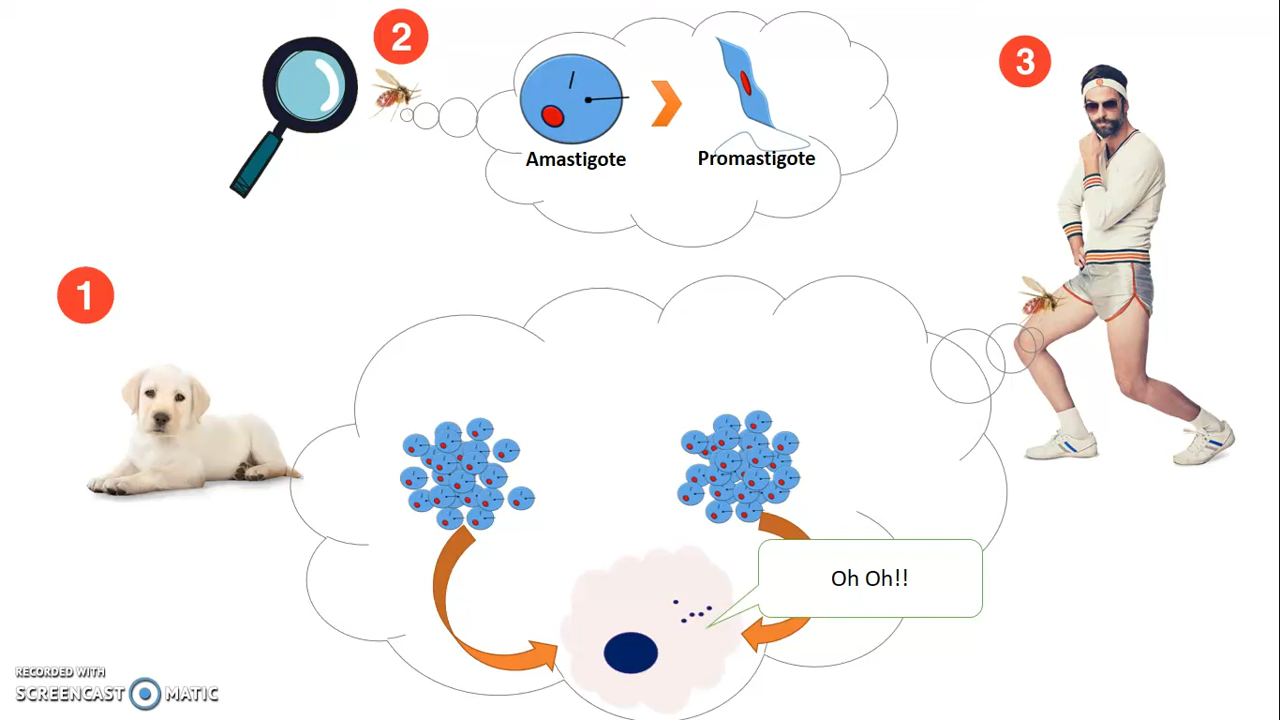 2
3
Amastigote
Promastigote
1
Oh Oh!!
RECORDED WITH
SCREENCAST MATIC